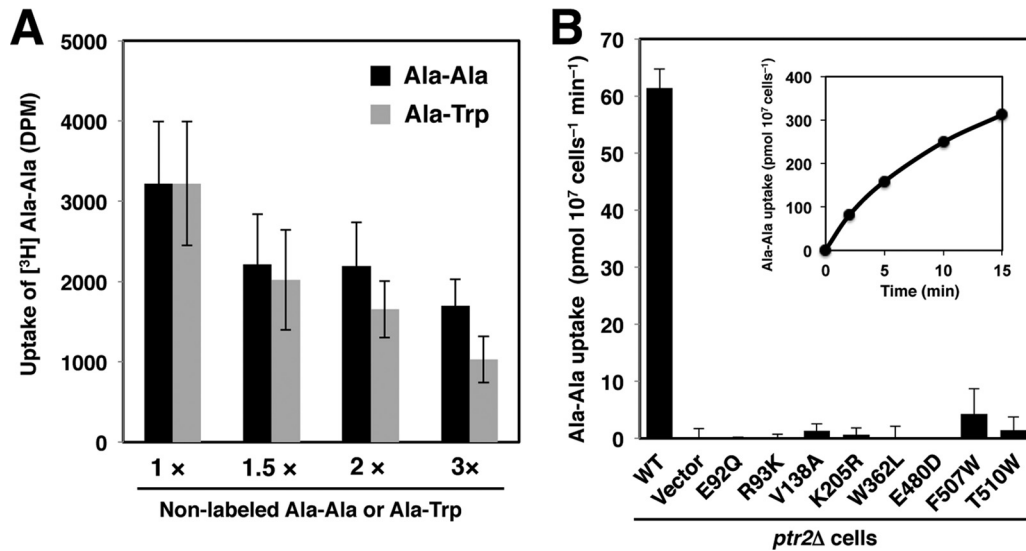 A
5000
4000
3000
2000
1000
0
Uptake of [³H] Ala-Ala (DPM)
Ala-Ala
Ala-Trp
1 × 1.5 × 2 × 3×
Non-labeled Ala-Ala or Ala-Trp
B
70
60
50
40
30
20
10
0
Ala-Ala uptake (pmol 10⁷ cells⁻¹ min⁻¹)
400
300
200
100
0
Ala-Ala uptake (pmol 10⁷ cells⁻¹)
0 5 10 15
Time (min)
WT
Vector
E92Q
R93K
V138A
K205R
W362L
E480D
F507W
T510W
ptr2Δ cells